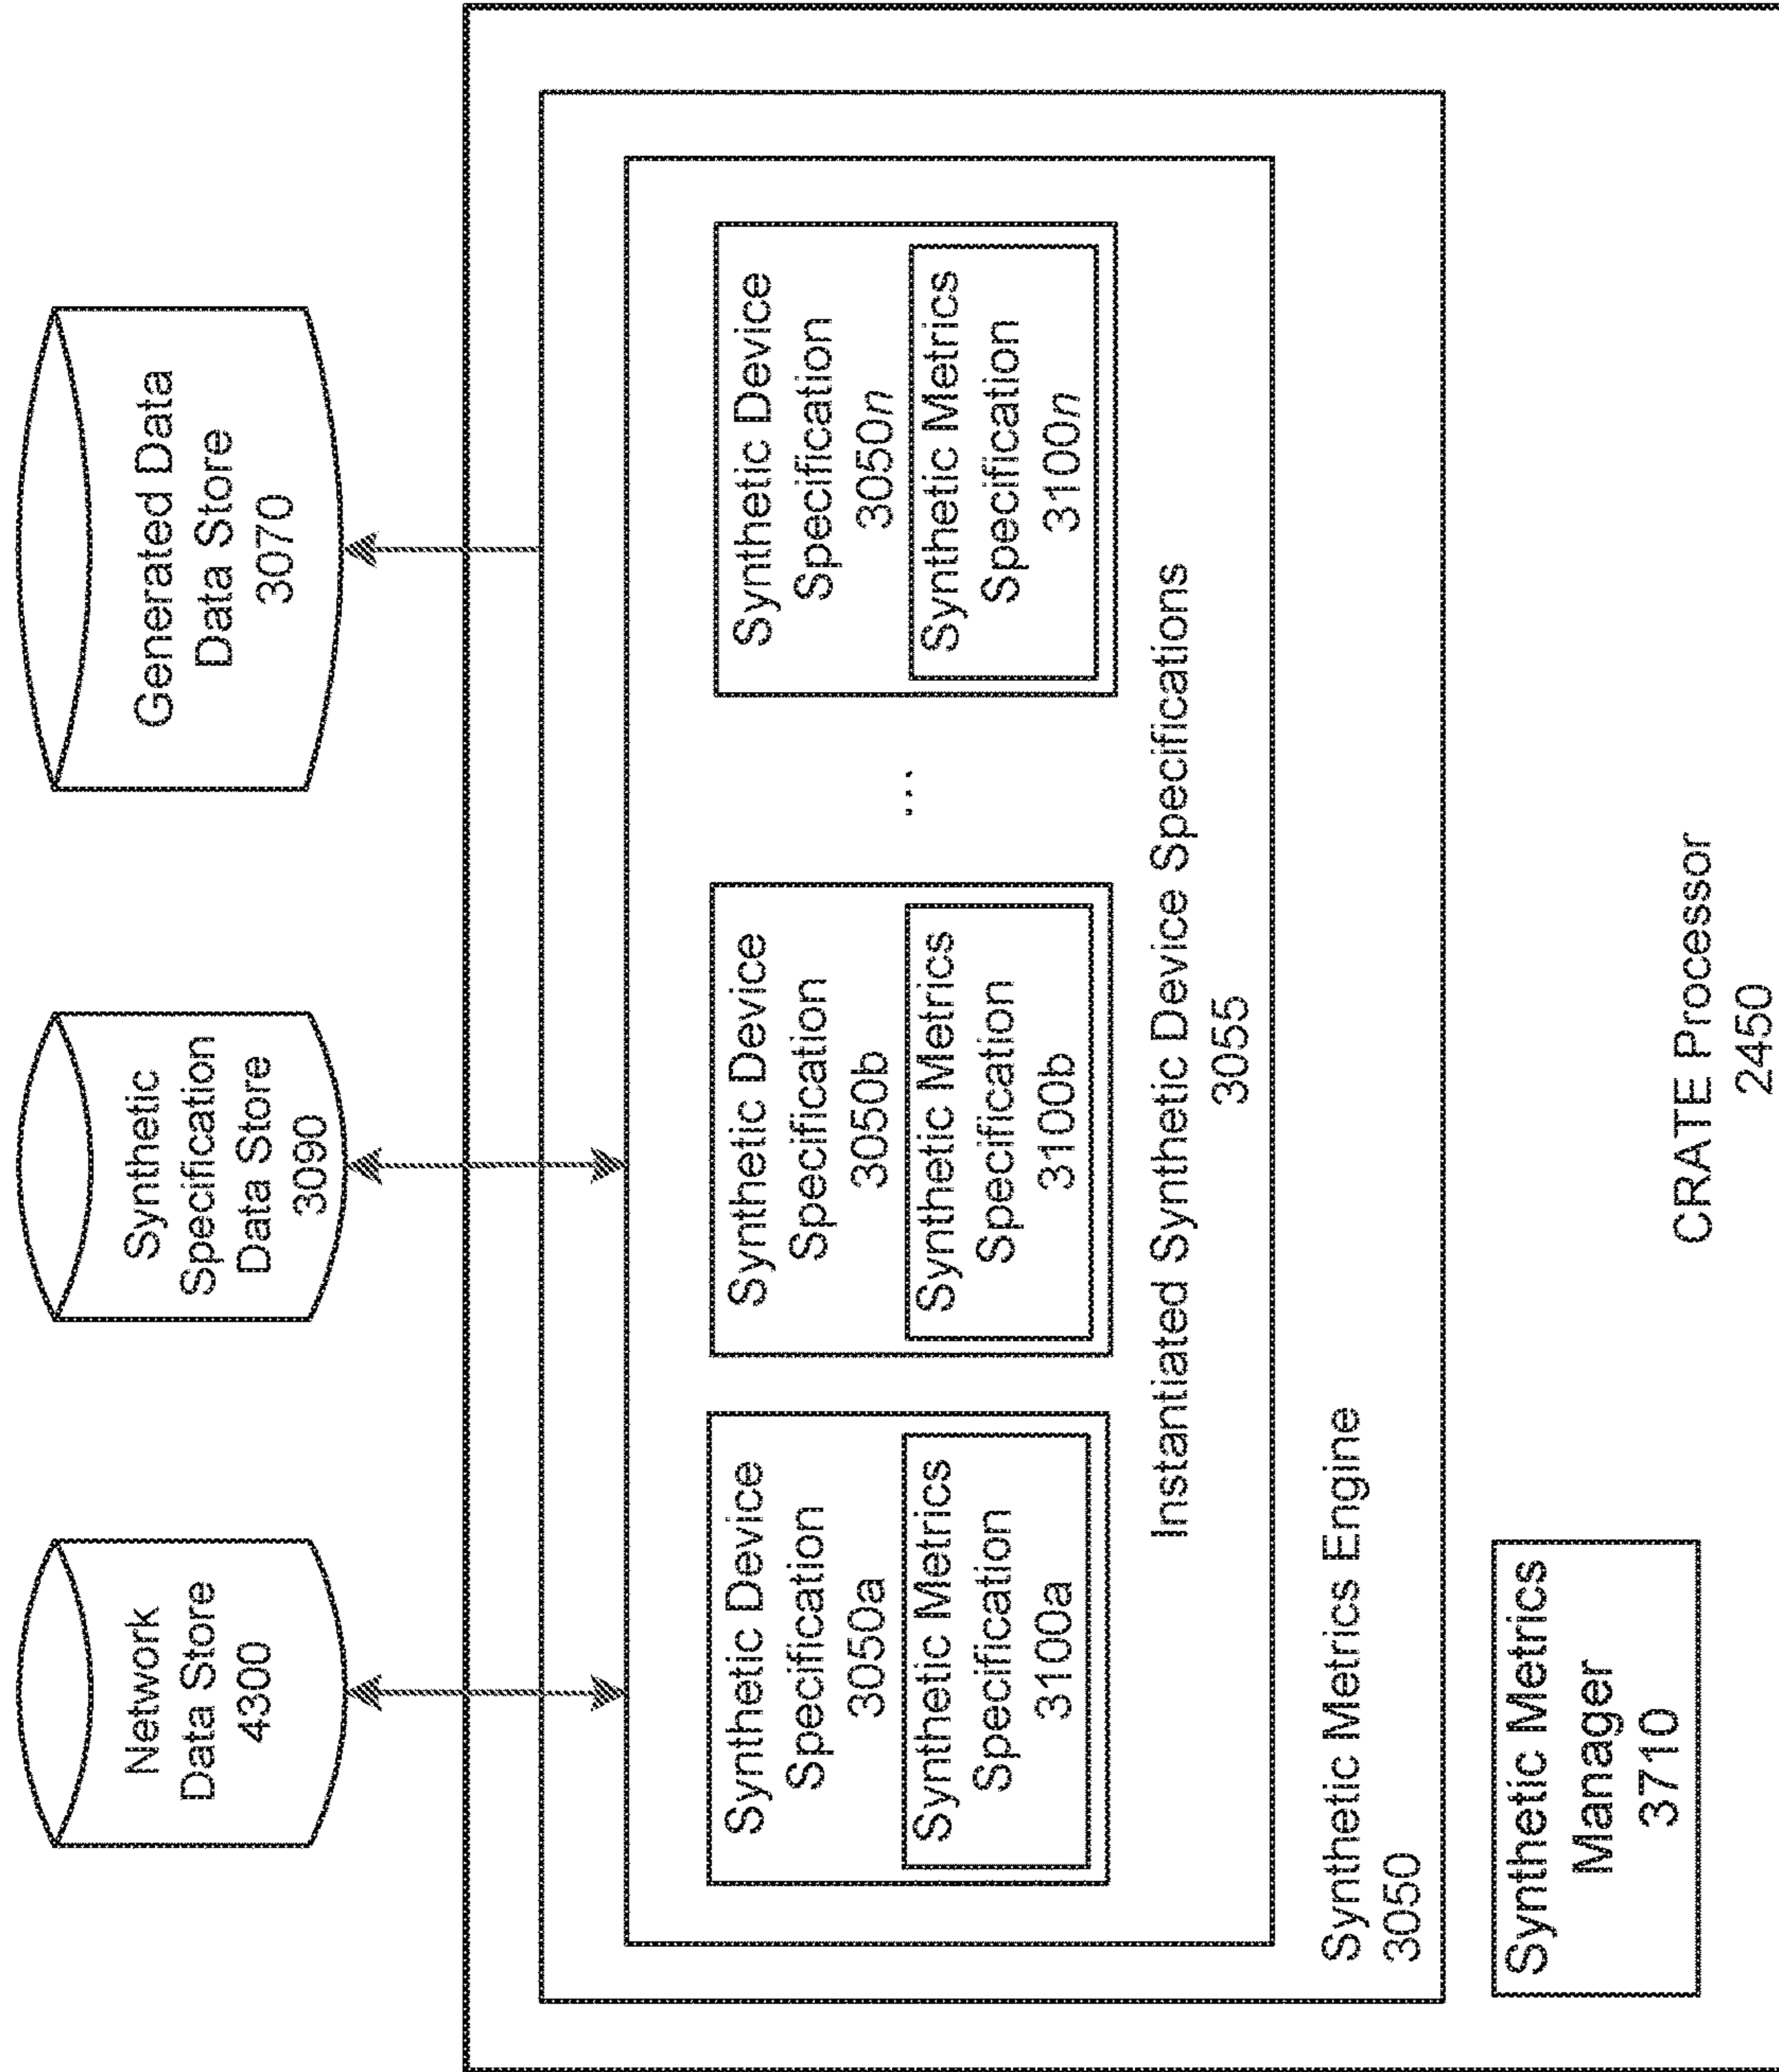 Network
Data Store
4300
Synthetic
Specification
Data Store
3090
Generated Data
Data Store
3070
Synthetic Device
Specification
3050a
Synthetic Metrics
Specification
3100a
Synthetic Device
Specification
3050b
Synthetic Metrics
Specification
3100b
...
Synthetic Device
Specification
3050n
Synthetic Metrics
Specification
3100n
Instantiated Synthetic Device Specifications
3055
Synthetic Metrics Engine
3050
Synthetic Metrics
Manager
3710
CRATE Processor
2450